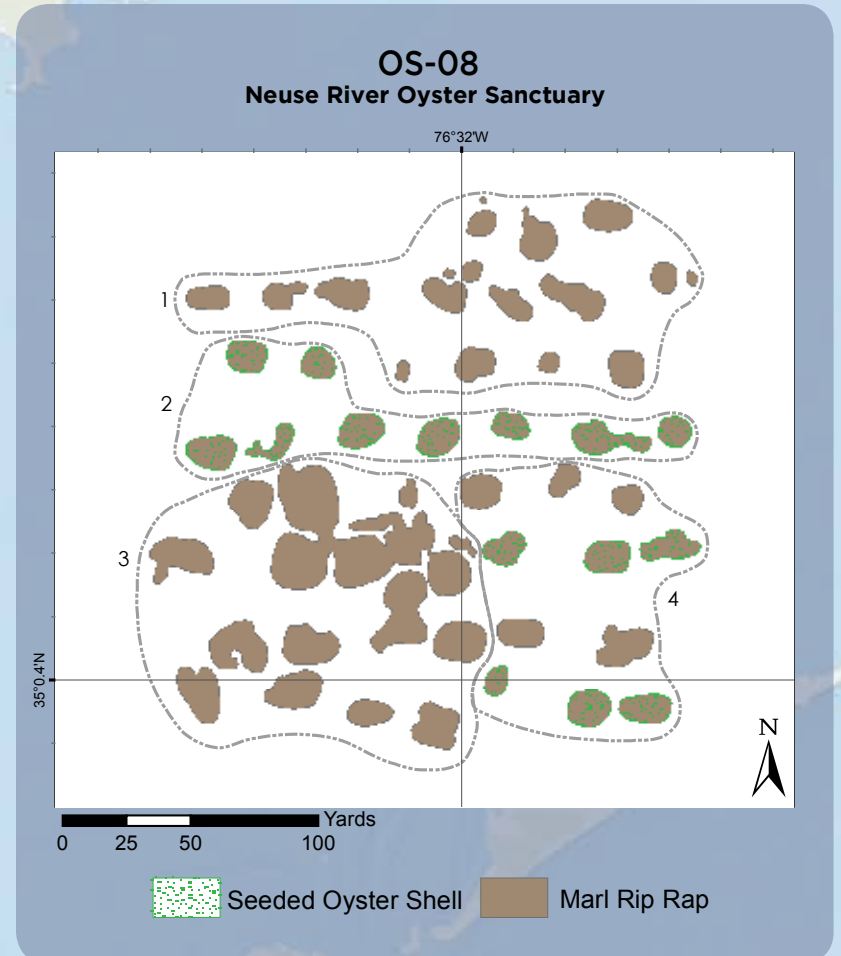 OS-08
Neuse River Oyster Sanctuary
76°32'W
1
2
3
4
35°0.4'N
N
Yards
0 25 50 100
Seeded Oyster Shell
Marl Rip Rap